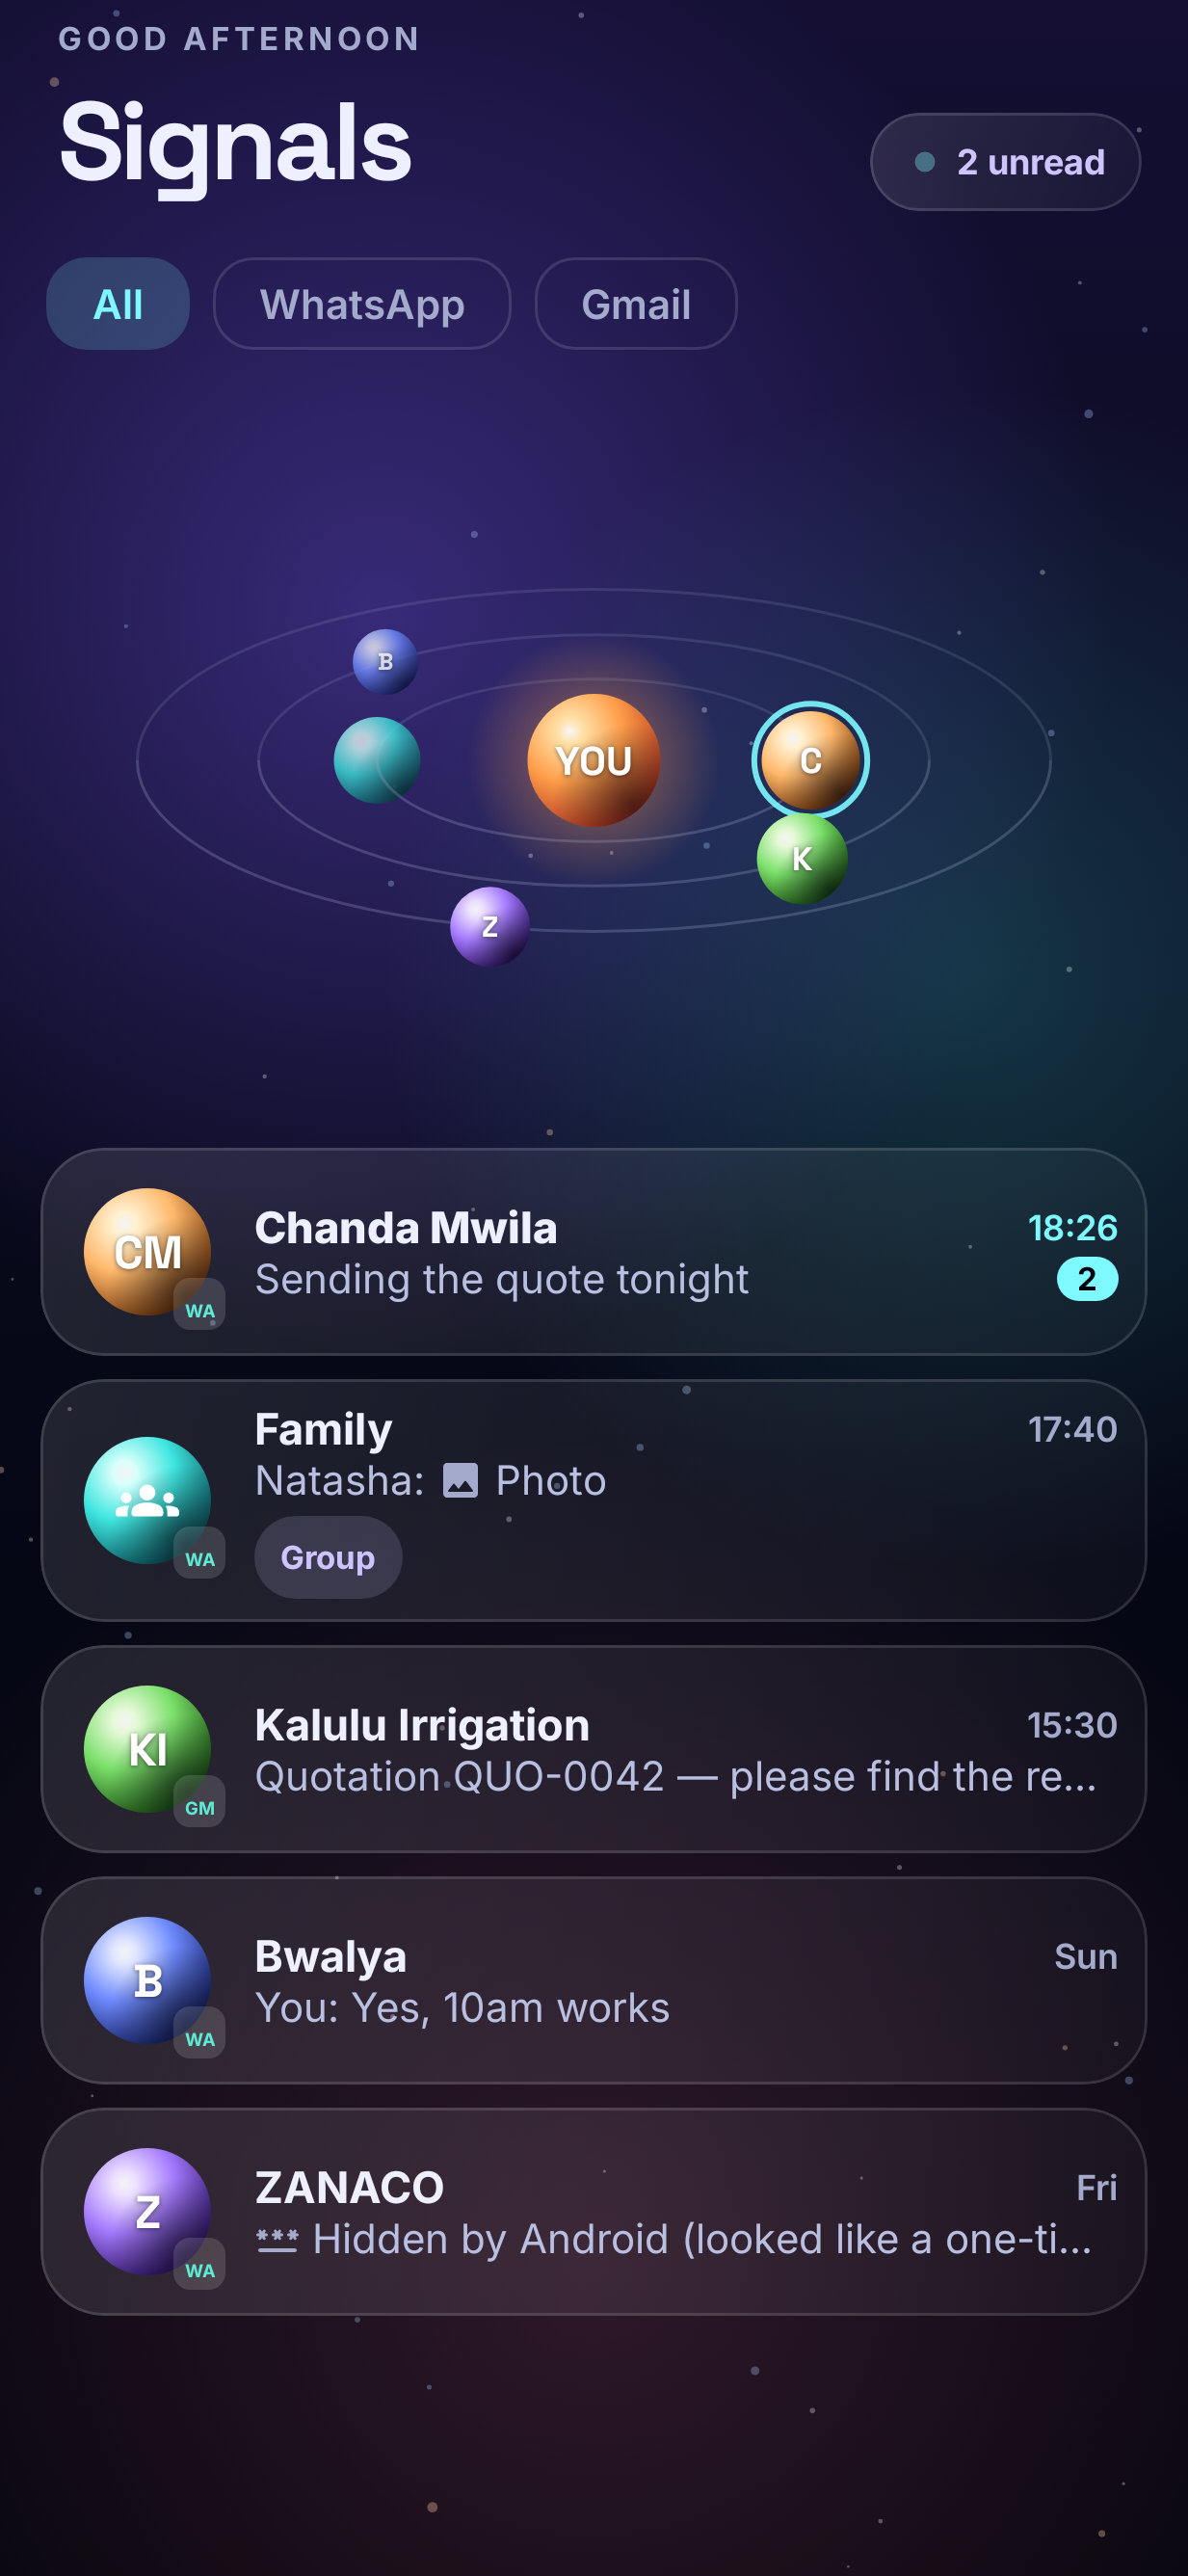 GOOD AFTERNOON
Signals
2 unread
All
WhatsApp
Gmail
B
YOU
C
K
Z
CM
WA
Chanda Mwila
18:26
Sending the quote tonight
2
WA
Family
17:40
Natasha: Photo
Group
KI
GM
Kalulu Irrigation
15:30
Quotation QUO-0042 — please find the re...
B
WA
Bwalya
Sun
You: Yes, 10am works
Z
WA
ZANACO
Fri
*** Hidden by Android (looked like a one-ti...